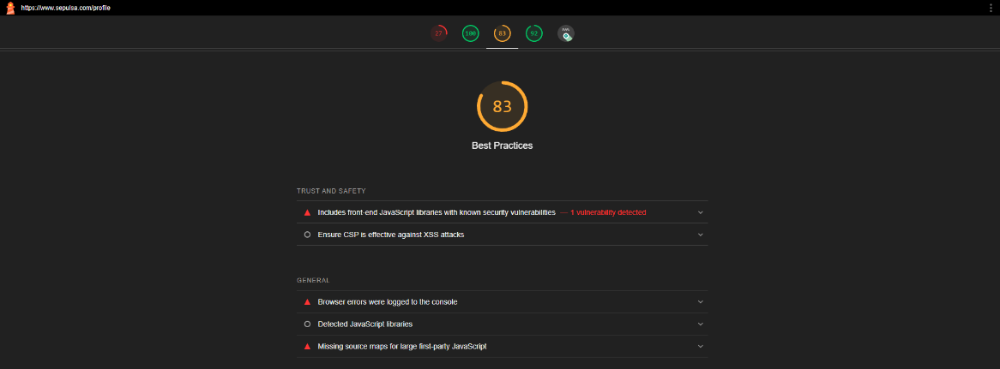 https://www.sepulsa.com/profile
27 100 83 92 PWA
83
Best Practices
TRUST AND SAFETY
Includes front-end JavaScript libraries with known security vulnerabilities — 1 vulnerability detected
Ensure CSP is effective against XSS attacks
GENERAL
Browser errors were logged to the console
Detected JavaScript libraries
Missing source maps for large first-party JavaScript